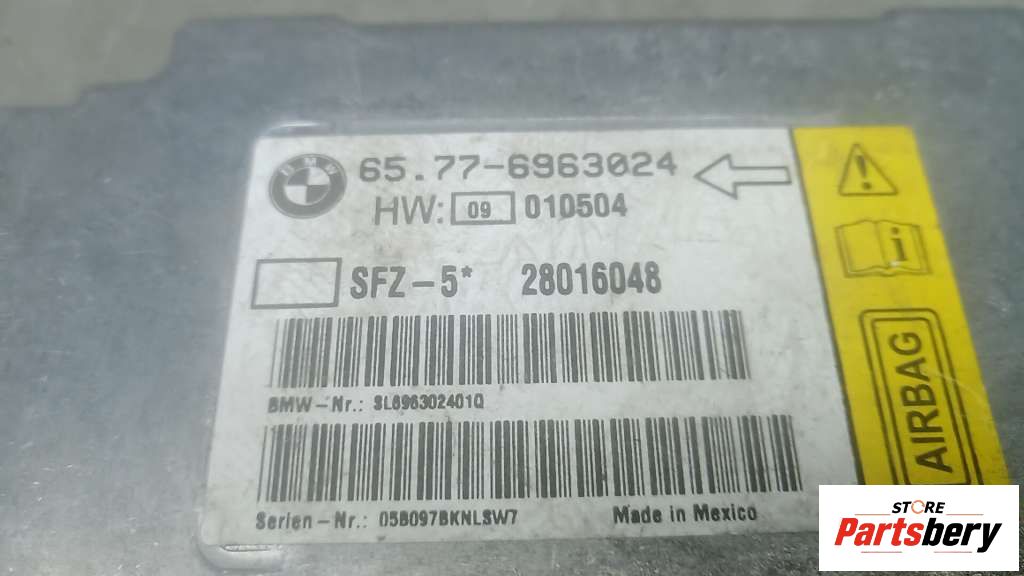 BMW
65.77-6963024
HW: 09 010504
SFZ-5* 28016048
BMW-Nr.: SL696302401Q
Serien-Nr.: 05B097BKNLSW7 Made in Mexico
AIRBAG
STORE
Partsbery